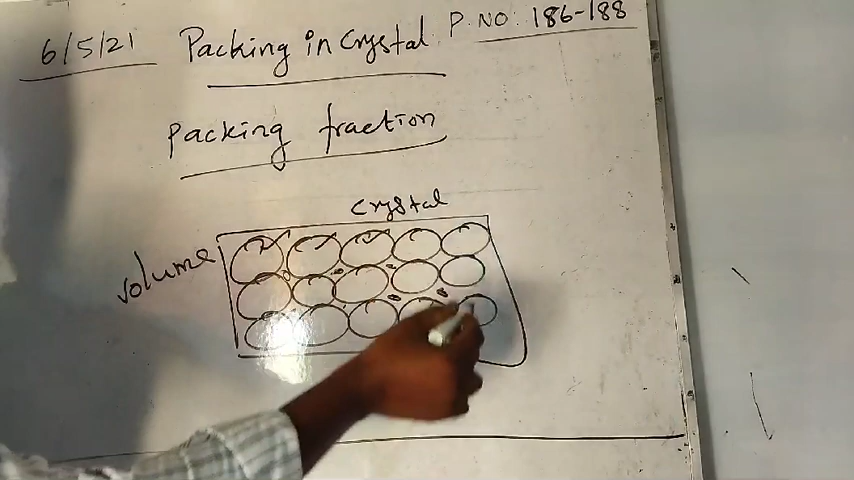 6/5/21 Packing in Crystal P. NO: 186-188
Packing fraction
Crystal
volume